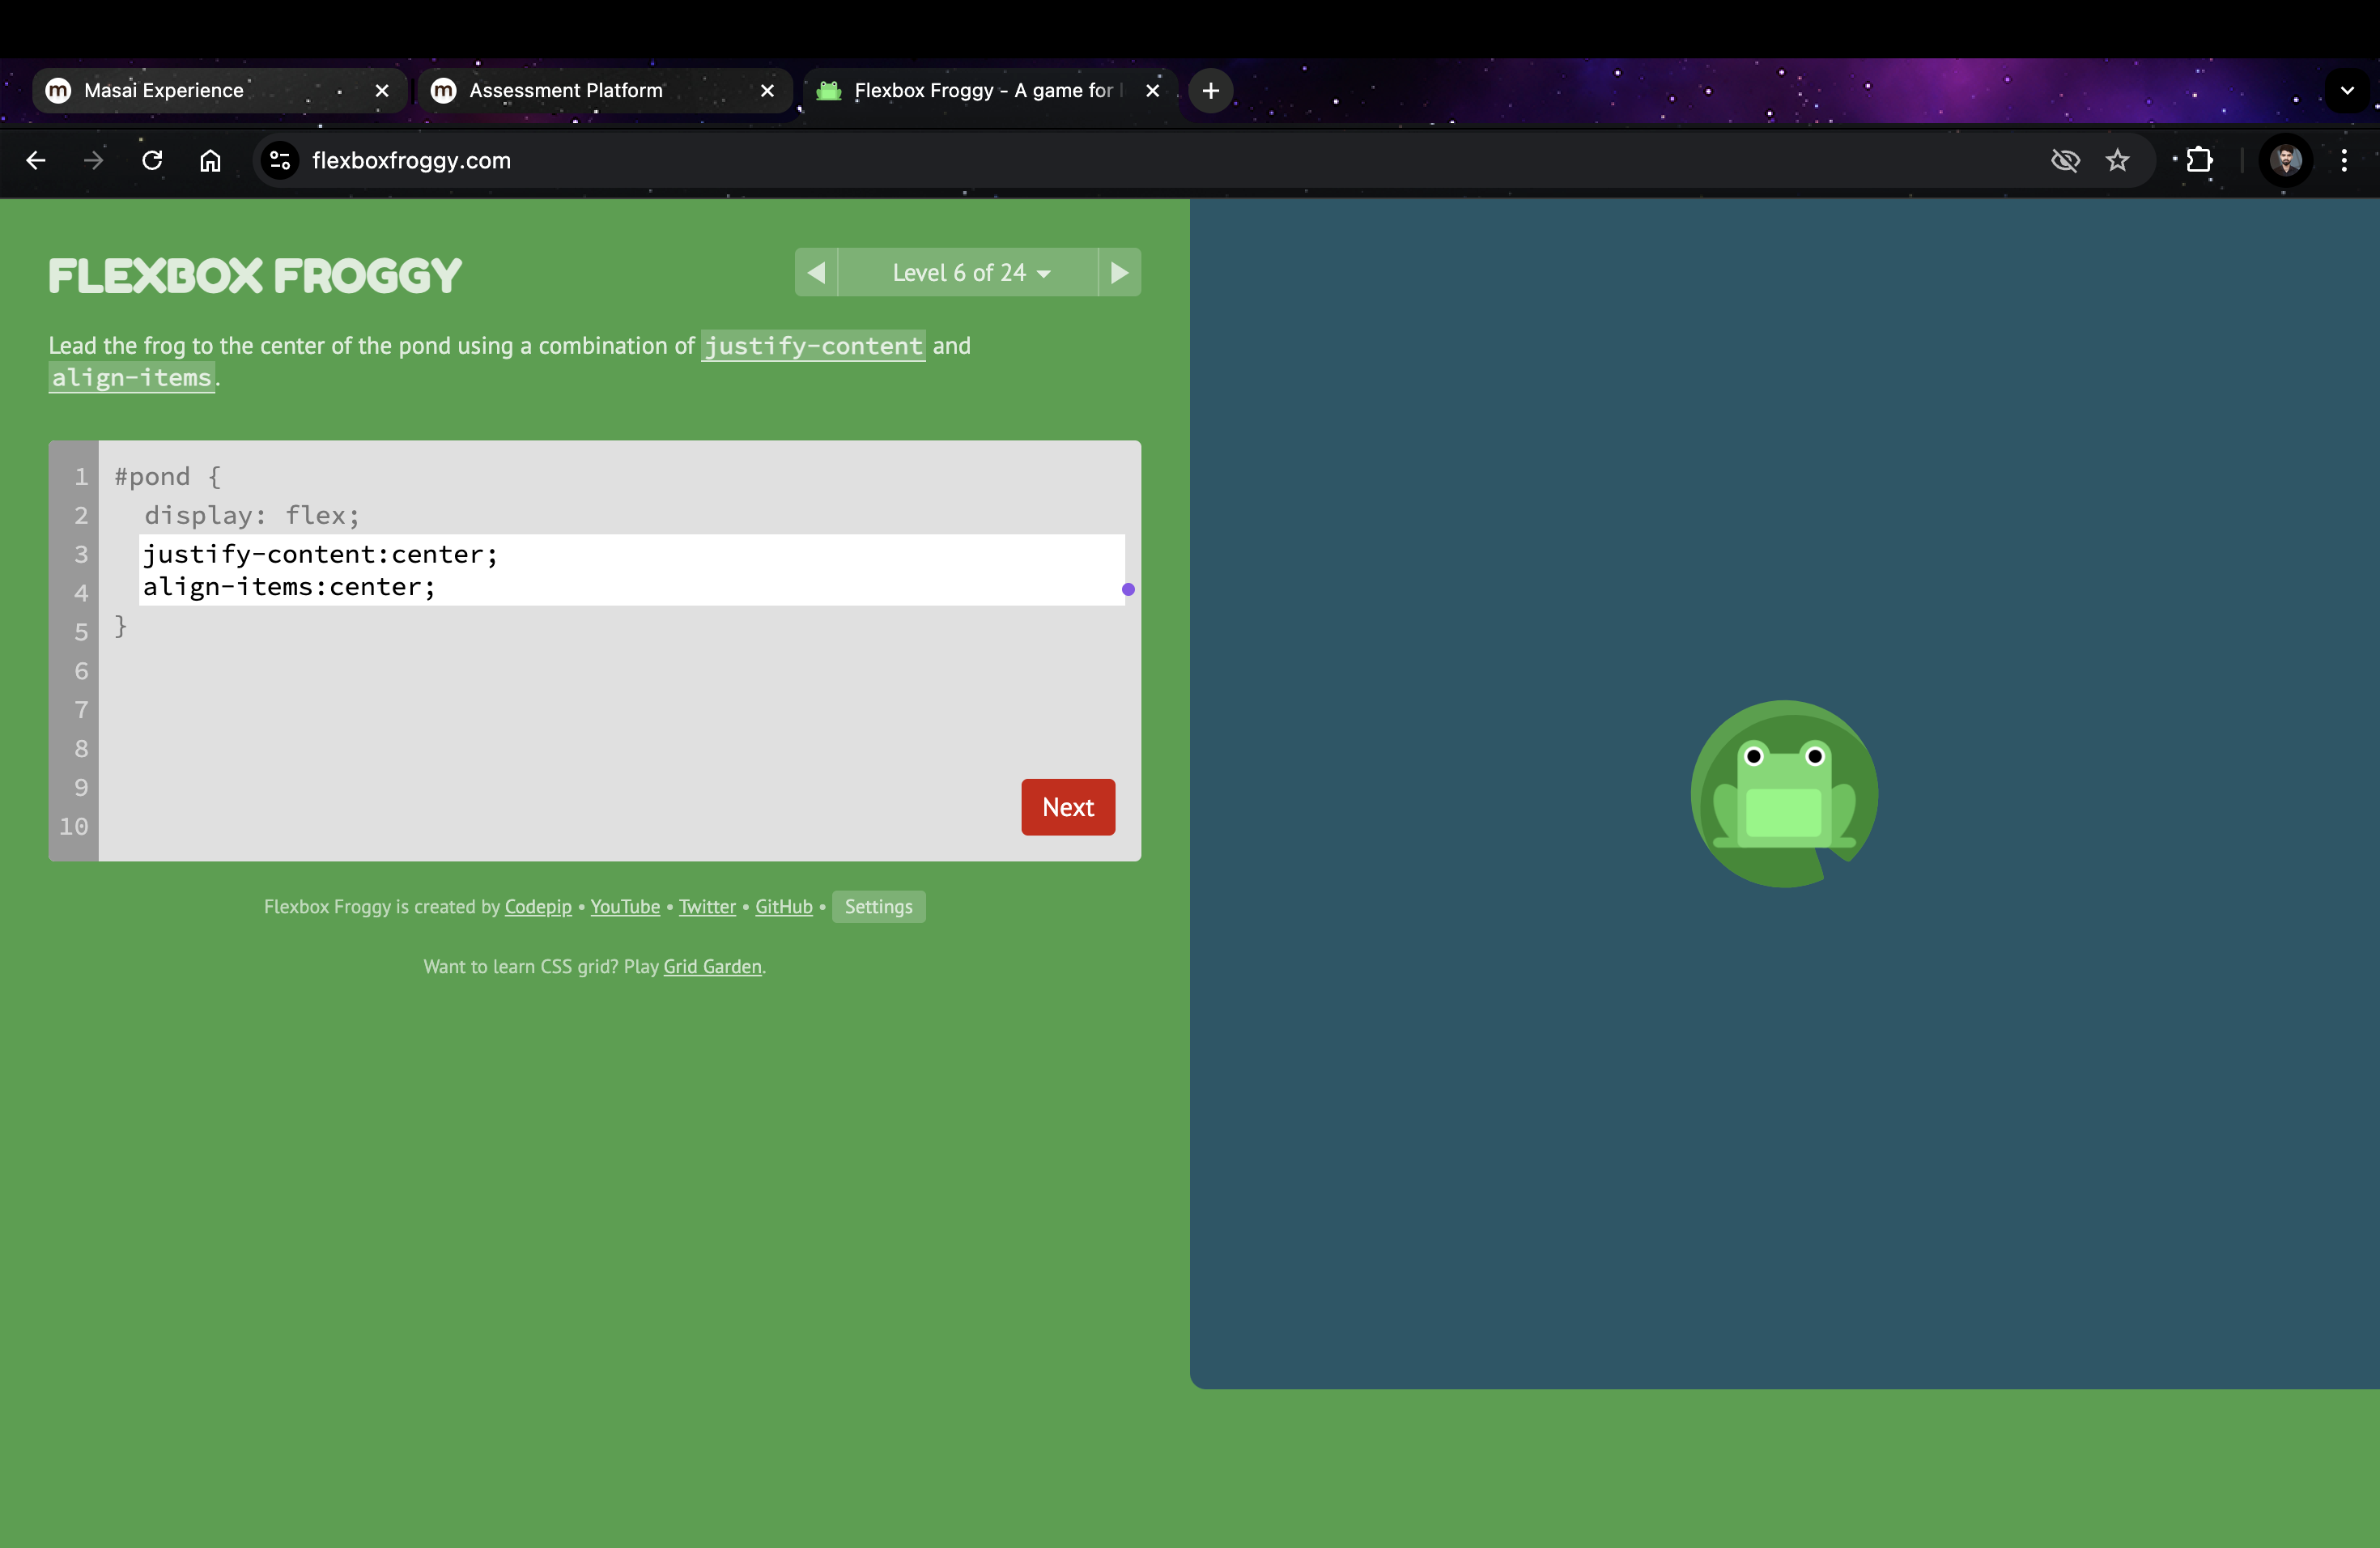 Masai Experience
Assessment Platform
Flexbox Froggy - A game for
flexboxfroggy.com
FLEXBOX FROGGY
Level 6 of 24
Lead the frog to the center of the pond using a combination of justify-content and
align-items.
1 #pond {
2 display: flex;
3 justify-content:center;
4 align-items:center;
5 }
6
7
8
9
10
Next
Flexbox Froggy is created by Codepip • YouTube • Twitter • GitHub • Settings
Want to learn CSS grid? Play Grid Garden.